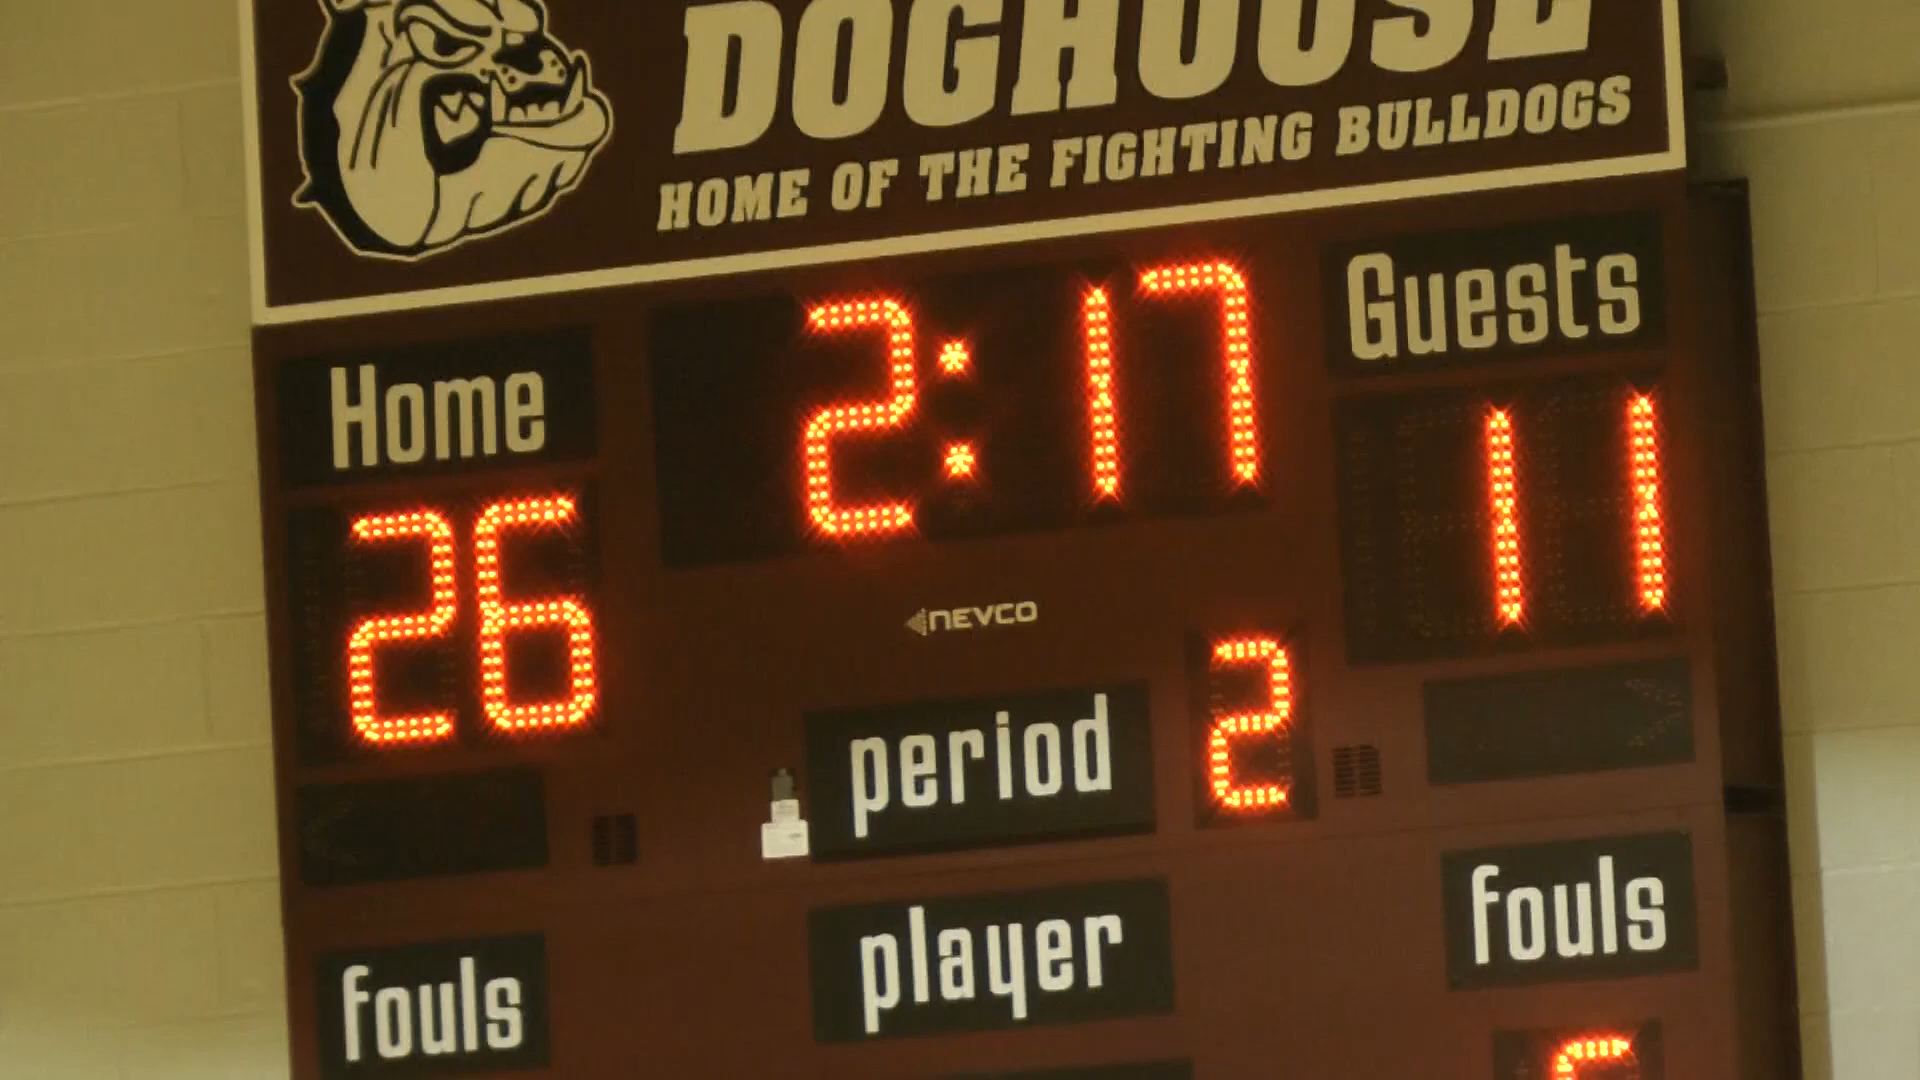 DOGHOUSE
HOME OF THE FIGHTING BULLDOGS
Home
2:17
Guests
26
11
NEVCO
period
2
fouls
player
fouls